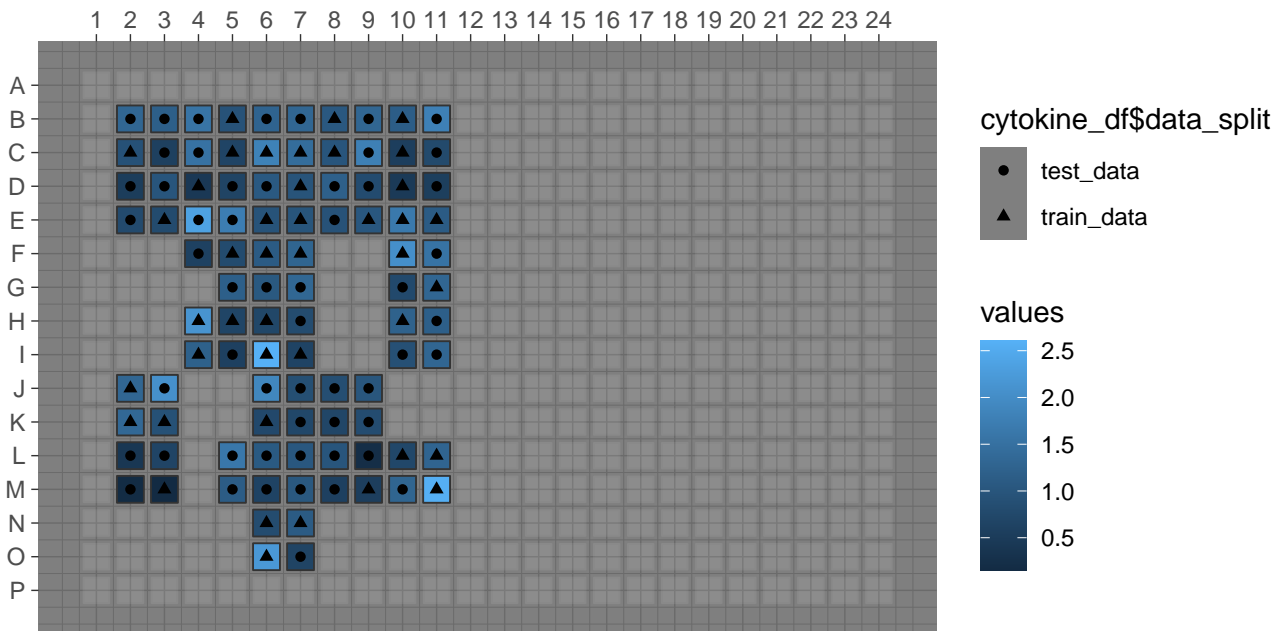 1 2 3 4 5 6 7 8 9 10 11 12 13 14 15 16 17 18 19 20 21 22 23 24
A
B
C
D
E
F
G
H
I
J
K
L
M
N
O
P
cytokine_df$data_split
test_data
train_data
values
2.5
2.0
1.5
1.0
0.5